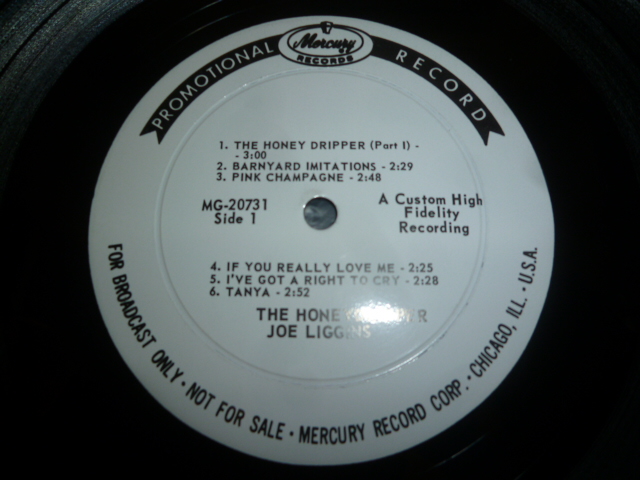 PROMOTIONAL RECORD
Mercury
RECORDS
1. THE HONEY DRIPPER (Part I) -
- 3:00
2. BARNYARD IMITATIONS - 2:29
3. PINK CHAMPAGNE - 2:48
MG-20731
Side 1
A Custom High
Fidelity
Recording
4. IF YOU REALLY LOVE ME - 2:25
5. I'VE GOT A RIGHT TO CRY - 2:28
6. TANYA - 2:52
THE HONEY
JOE LIGGINS
FOR BROADCAST ONLY · NOT FOR SALE · MERCURY RECORD CORP. · CHICAGO, ILL. · U.S.A.